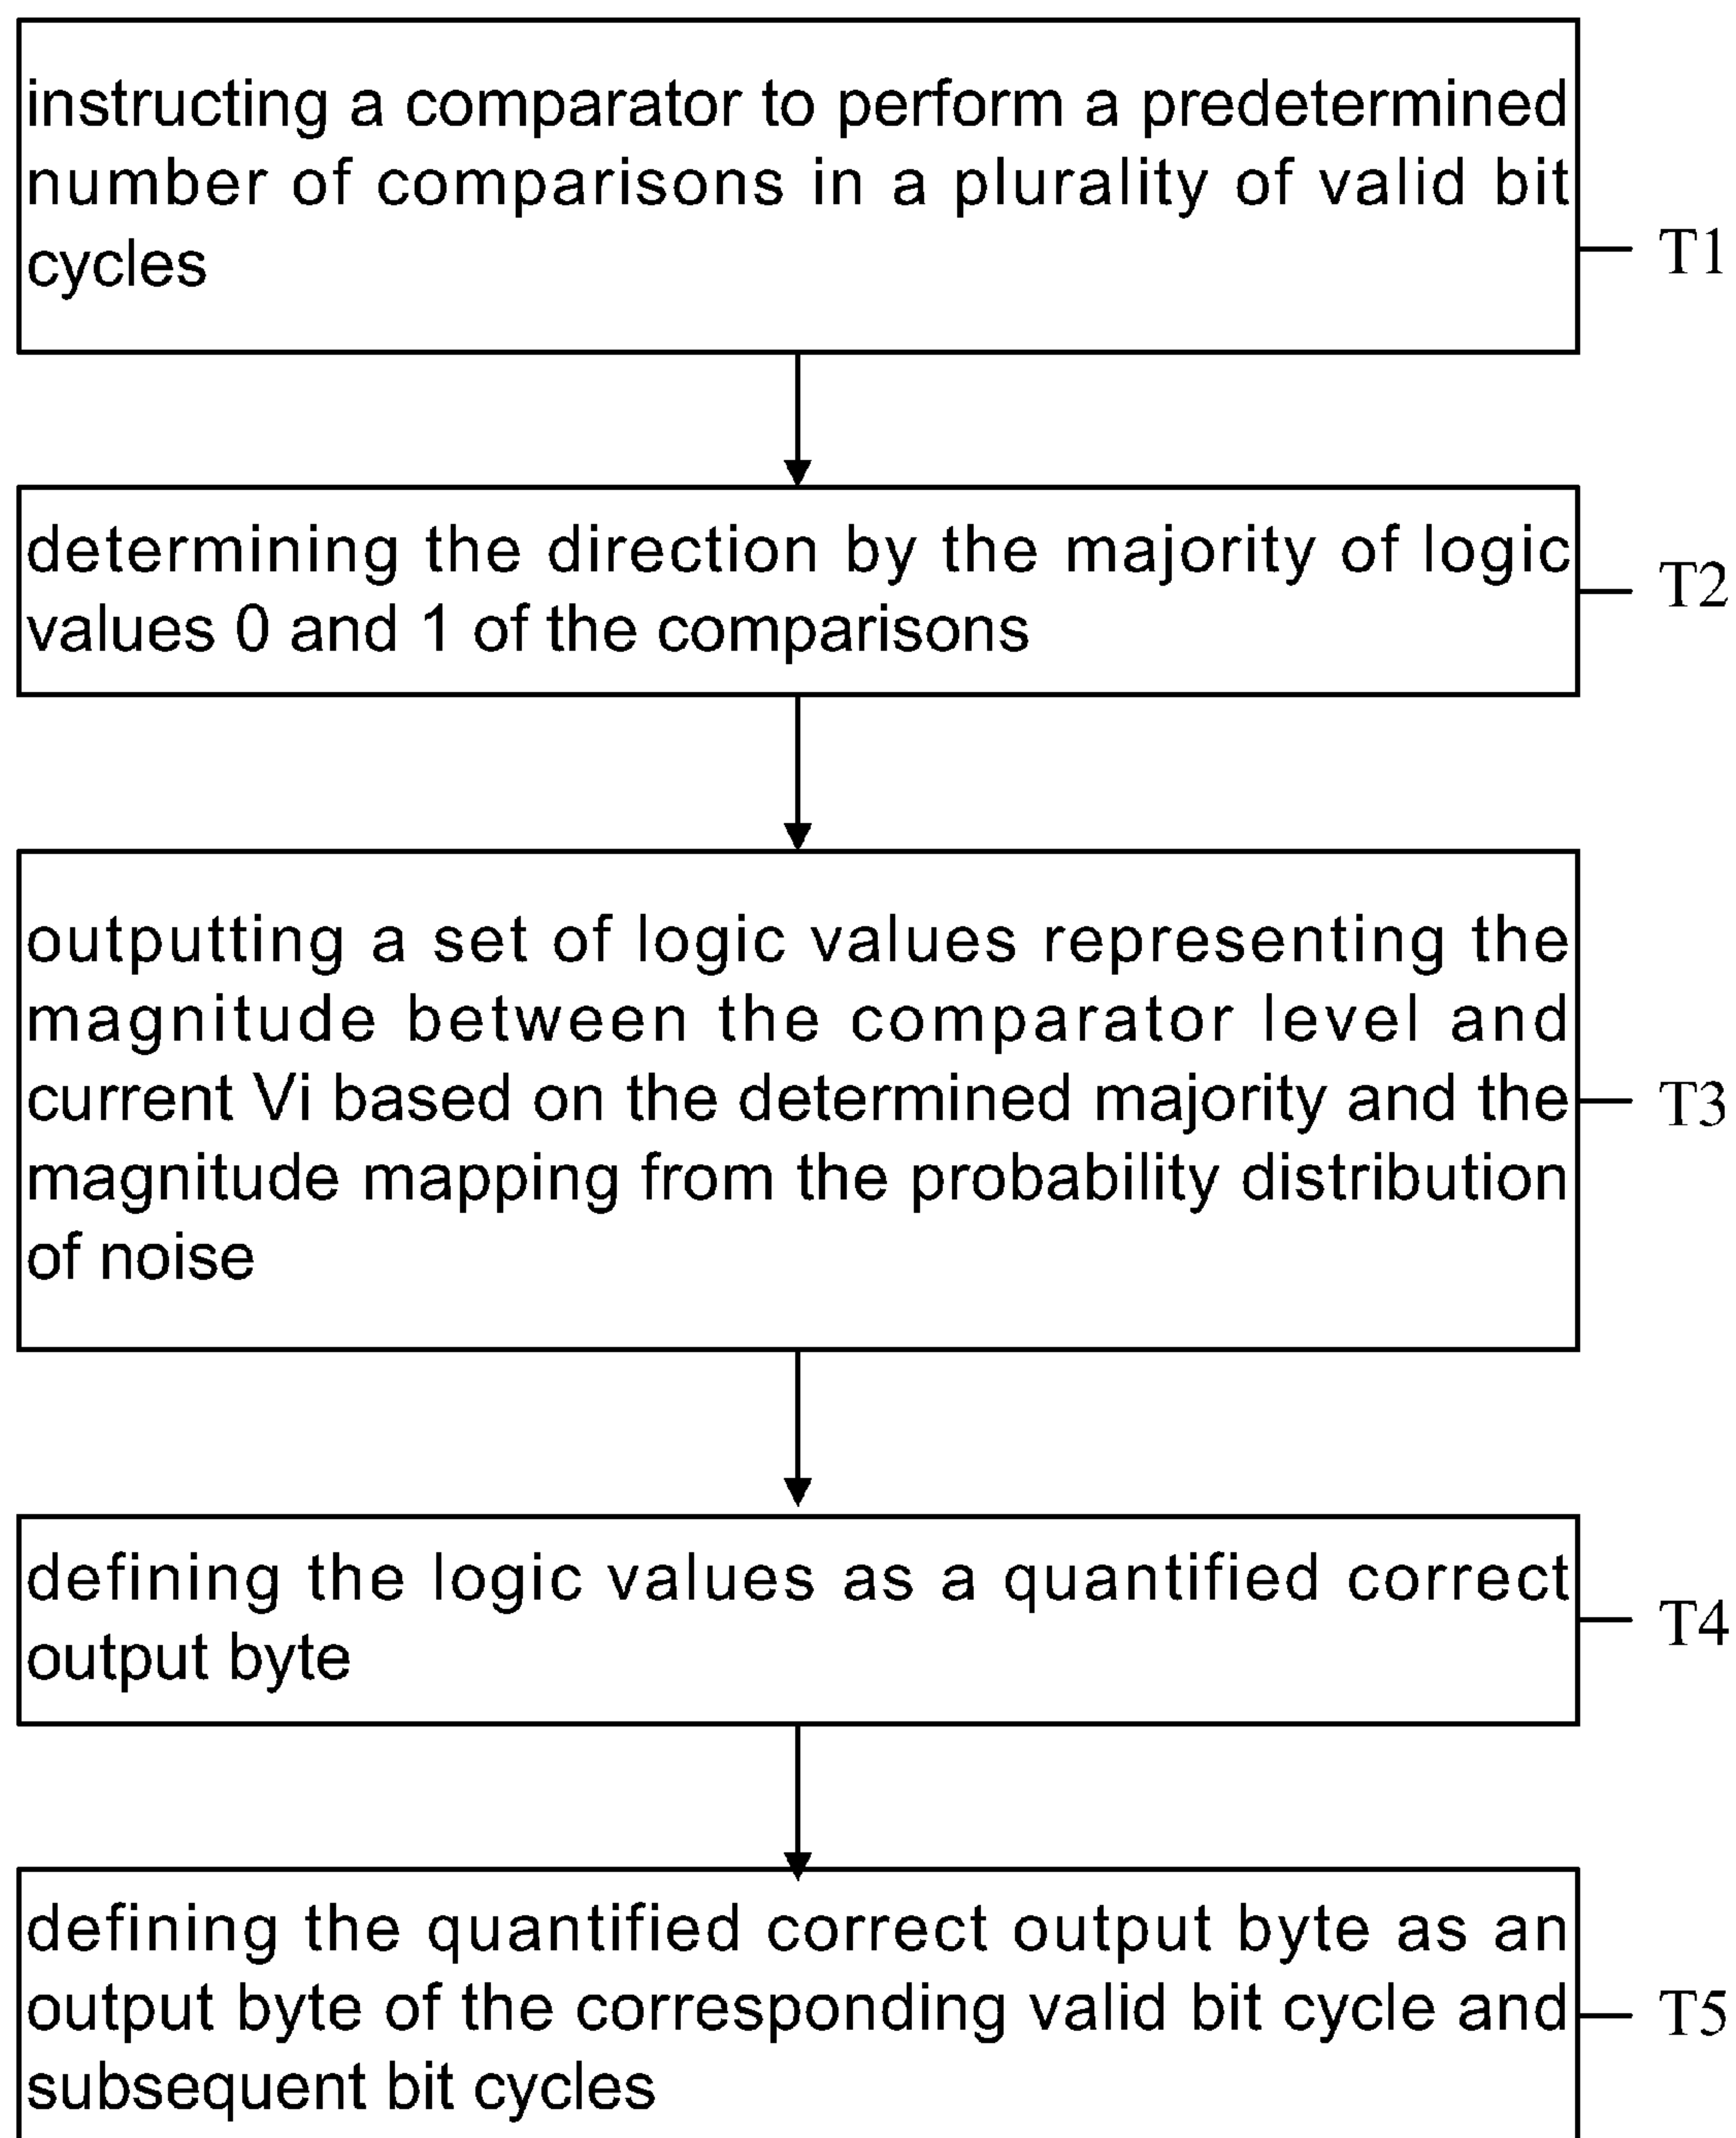 instructing a comparator to perform a predetermined
number of comparisons in a plurality of valid bit
cycles
T1
determining the direction by the majority of logic
values 0 and 1 of the comparisons
T2
outputting a set of logic values representing the
magnitude between the comparator level and
current Vi based on the determined majority and the
magnitude mapping from the probability distribution
of noise
T3
defining the logic values as a quantified correct
output byte
T4
defining the quantified correct output byte as an
output byte of the corresponding valid bit cycle and
subsequent bit cycles
T5